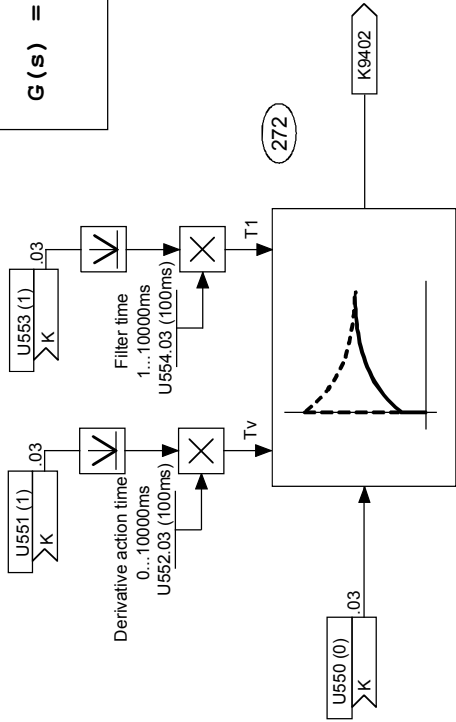 G(s) =
U551 (1)
K
.03
Derivative action time
0...10000ms
U552.03 (100ms)
Tv
U553 (1)
K
.03
Filter time
1...10000ms
U554.03 (100ms)
T1
U550 (0)
K
.03
272
K9402